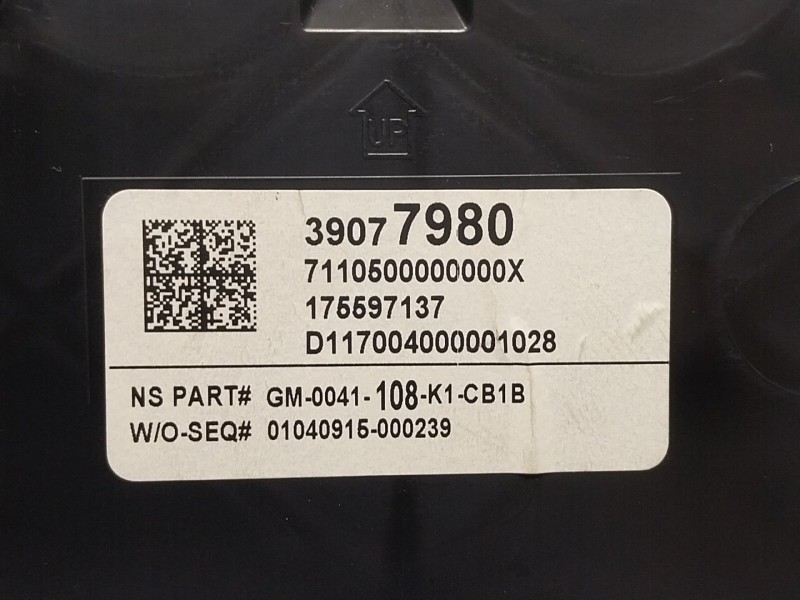 UP
39077980
7110500000000X
175597137
D117004000001028
NS PART# GM-0041-108-K1-CB1B
W/O-SEQ# 01040915-000239